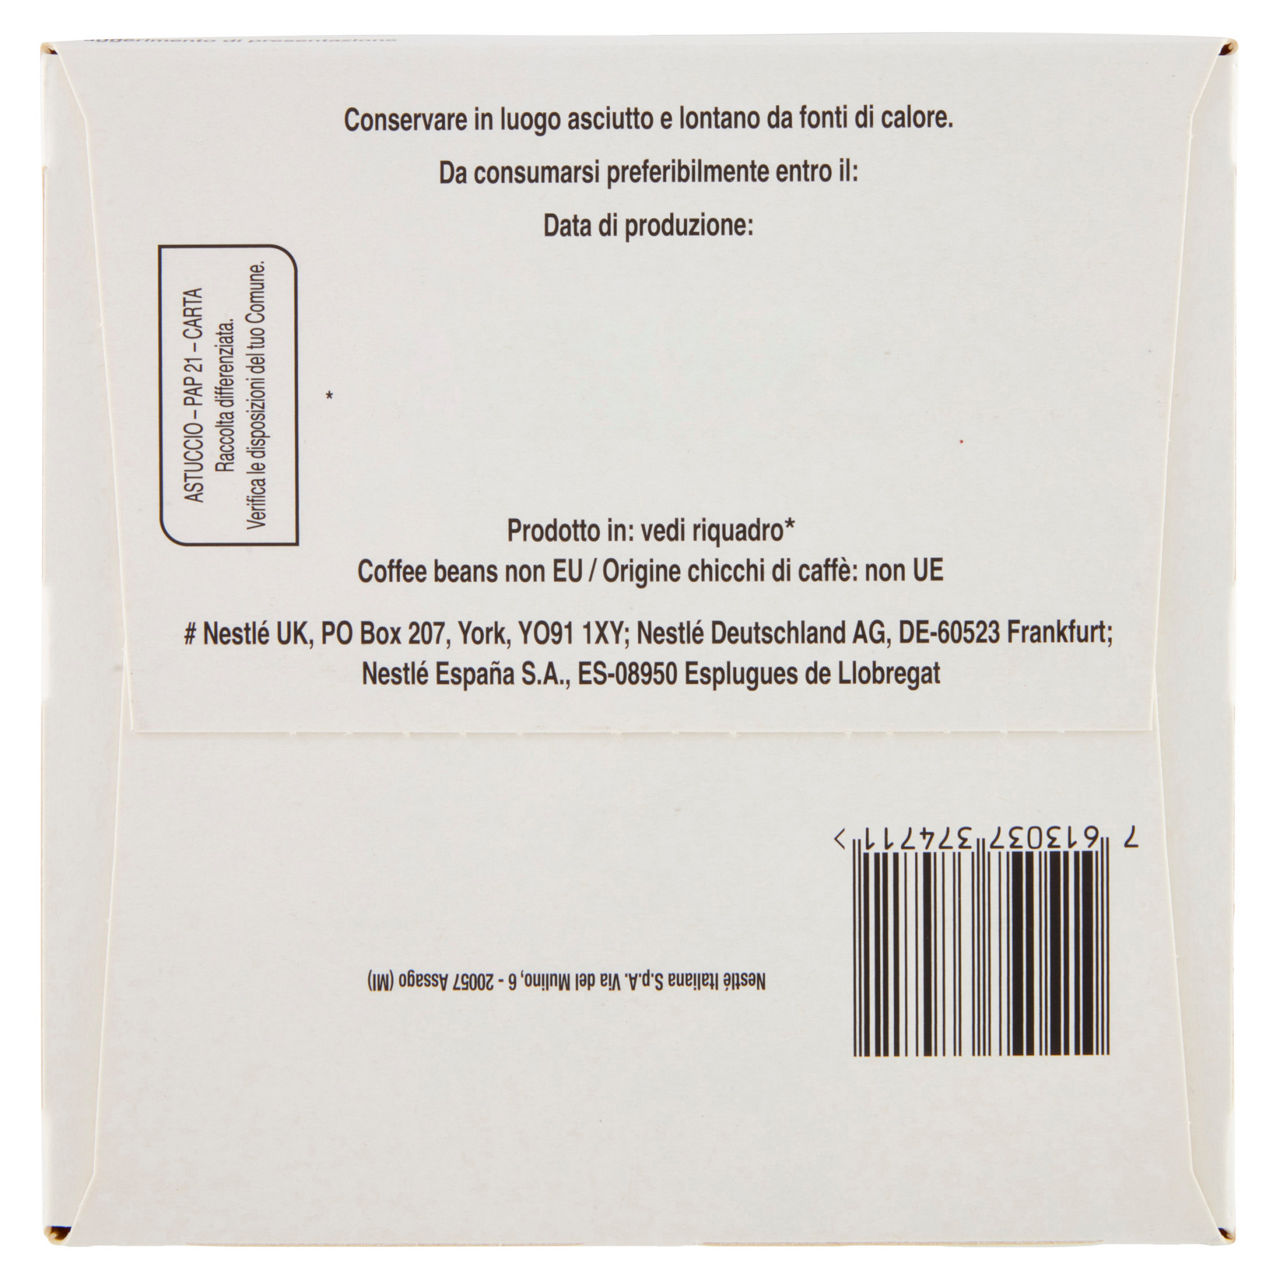 suggerimento di presentazione
Conservare in luogo asciutto e lontano da fonti di calore.
Da consumarsi preferibilmente entro il:
Data di produzione:
ASTUCCIO – PAP 21 – CARTA
Raccolta differenziata.
Verifica le disposizioni del tuo Comune.
*
Prodotto in: vedi riquadro*
Coffee beans non EU / Origine chicchi di caffè: non UE
# Nestlé UK, PO Box 207, York, YO91 1XY; Nestlé Deutschland AG, DE-60523 Frankfurt;
Nestlé España S.A., ES-08950 Esplugues de Llobregat
7 613037 374711 >
Nestlé Italiana S.p.A. Via del Mulino, 6 - 20057 Assago (MI)